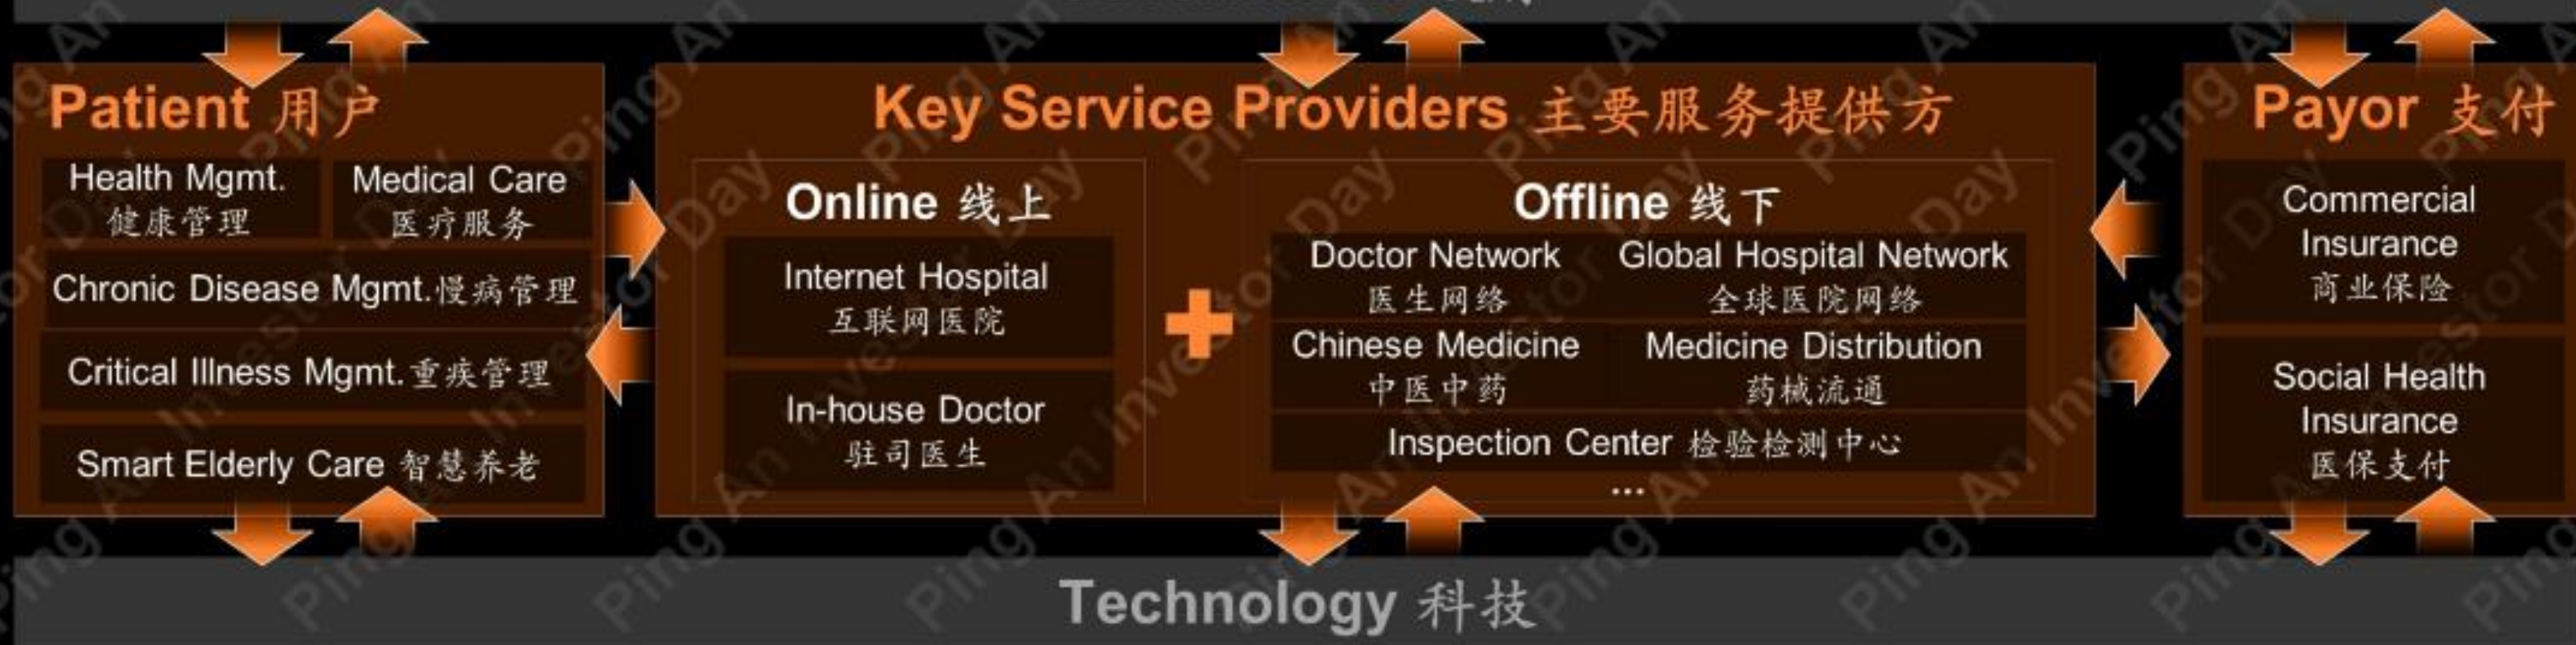 Patient 用户
Health Mgmt.
健康管理
Medical Care
医疗服务
Chronic Disease Mgmt.慢病管理
Critical Illness Mgmt.重疾管理
Smart Elderly Care 智慧养老
Key Service Providers 主要服务提供方
Online 线上
Internet Hospital
互联网医院
In-house Doctor
驻司医生
Offline 线下
Doctor Network
医生网络
Global Hospital Network
全球医院网络
Chinese Medicine
中医中药
Medicine Distribution
药械流通
Inspection Center 检验检测中心
...
Payor 支付
Commercial
Insurance
商业保险
Social Health
Insurance
医保支付
Technology 科技
Ping An Investor Day